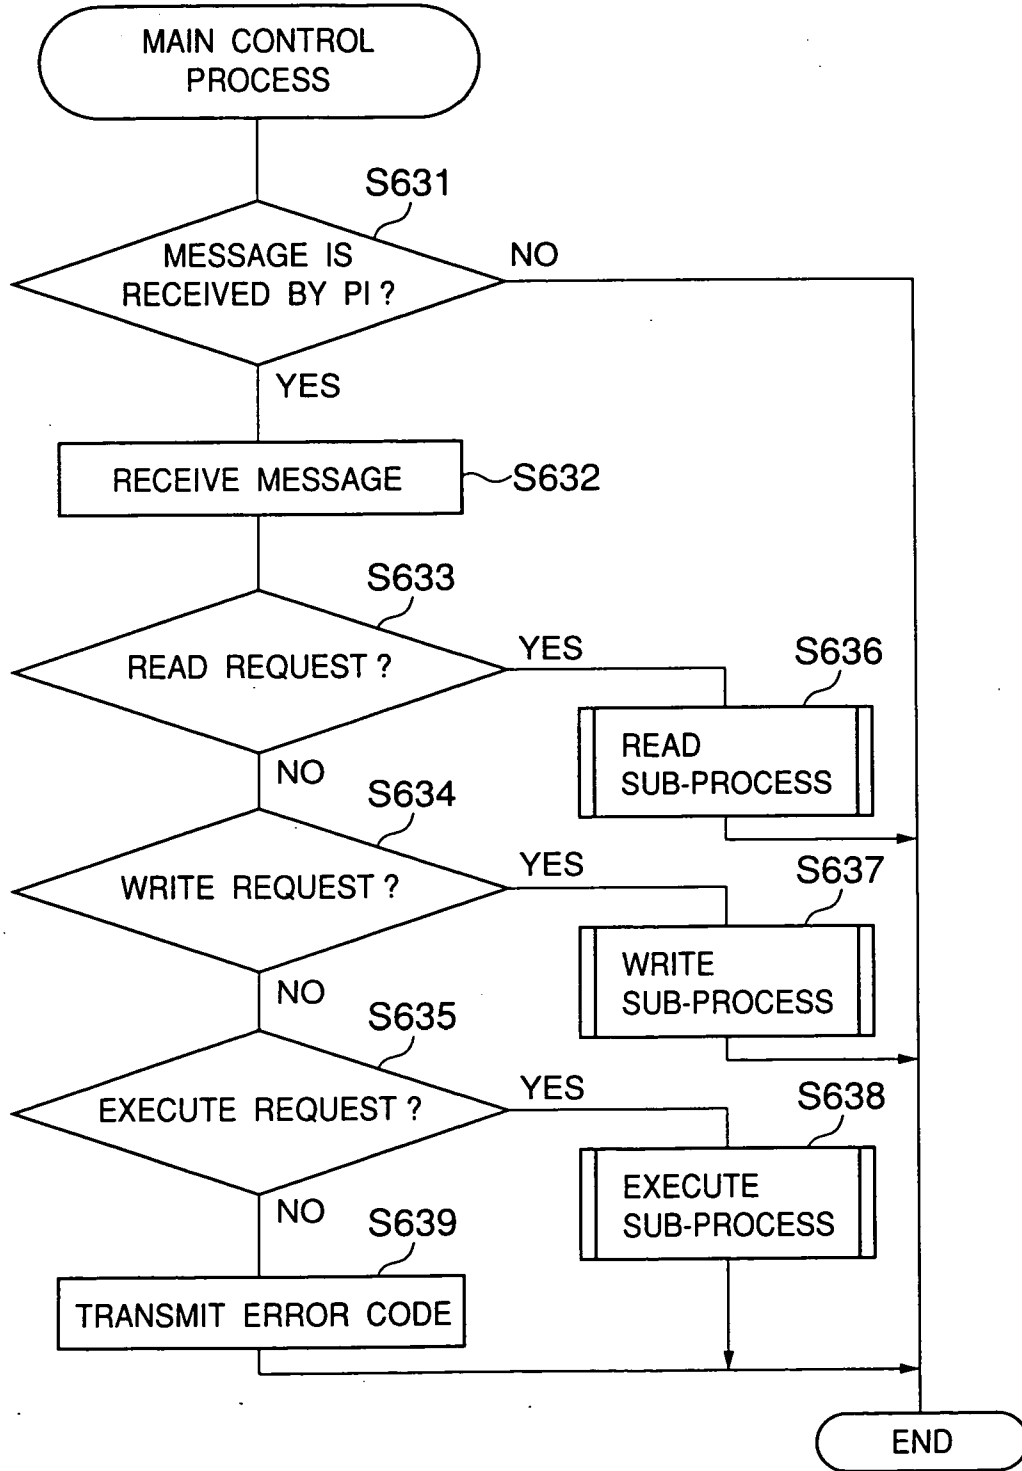 MAIN CONTROL
PROCESS
S631
MESSAGE IS
RECEIVED BY PI ?
NO
YES
RECEIVE MESSAGE
S632
S633
READ REQUEST ?
YES
S636
READ
SUB-PROCESS
NO
S634
WRITE REQUEST ?
YES
S637
WRITE
SUB-PROCESS
NO
S635
EXECUTE REQUEST ?
YES
S638
EXECUTE
SUB-PROCESS
NO
S639
TRANSMIT ERROR CODE
END